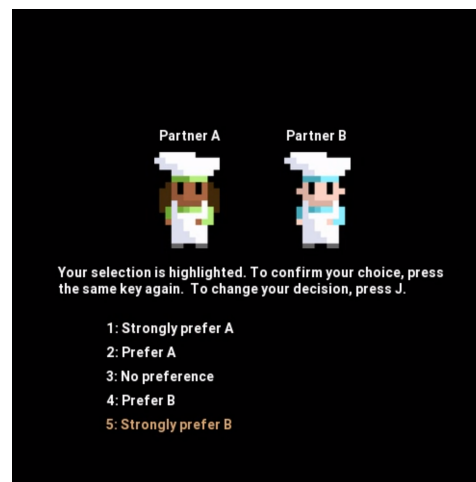 Partner A
Partner B
Your selection is highlighted. To confirm your choice, press
the same key again. To change your decision, press J.
1: Strongly prefer A
2: Prefer A
3: No preference
4: Prefer B
5: Strongly prefer B